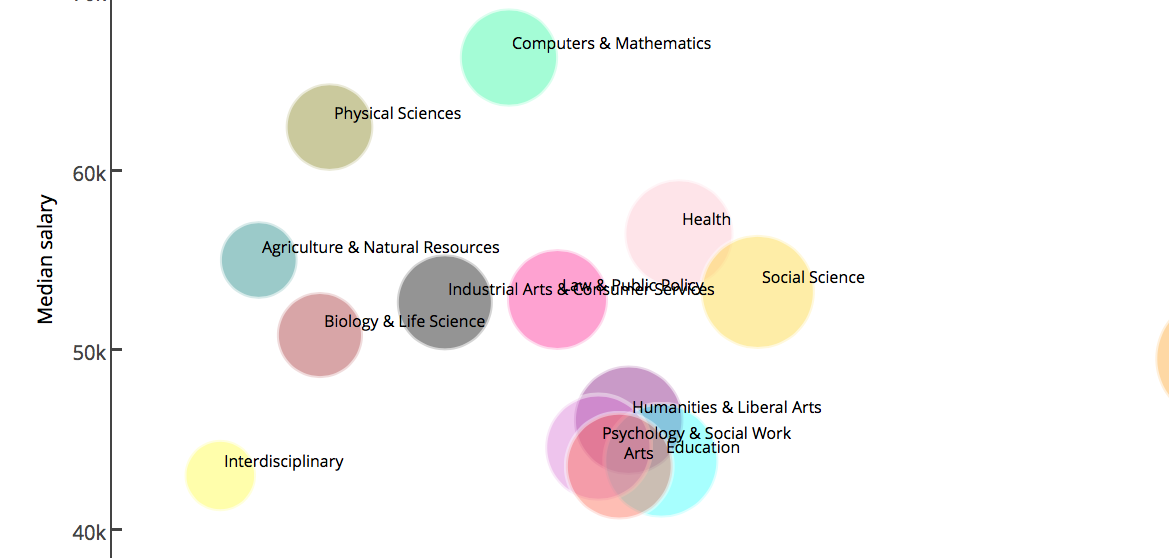 Computers & Mathematics
Physical Sciences
60k
Median salary
Health
Agriculture & Natural Resources
Social Science
Law & Public Policy
Industrial Arts & Consumer Services
Biology & Life Science
50k
Humanities & Liberal Arts
Psychology & Social Work
Education
Arts
Interdisciplinary
40k